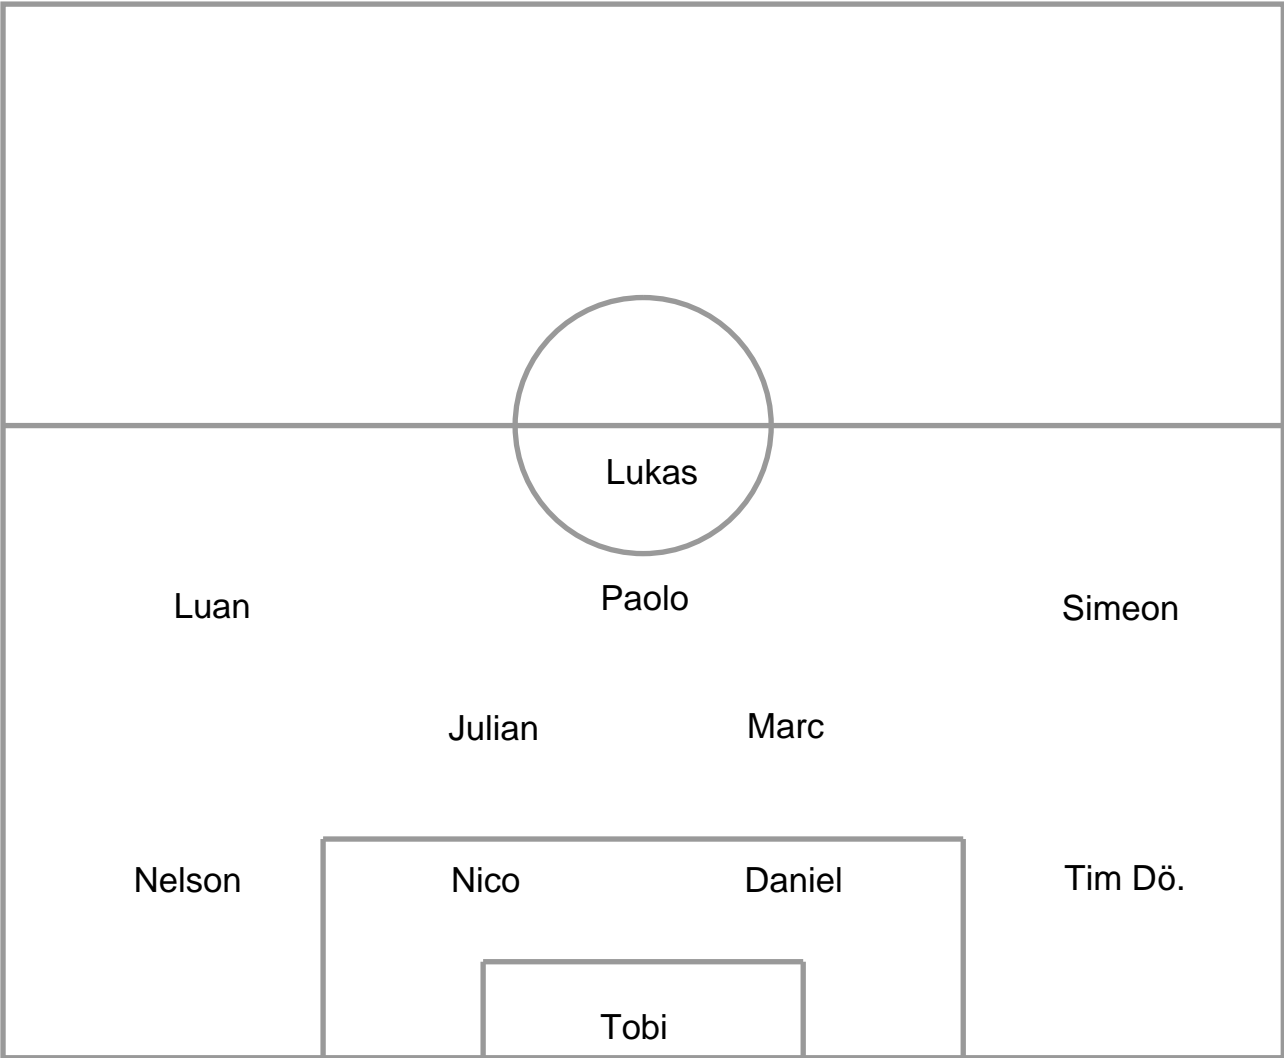 Lukas
Luan Paolo Simeon
Julian Marc
Nelson Nico Daniel Tim Dö.
Tobi